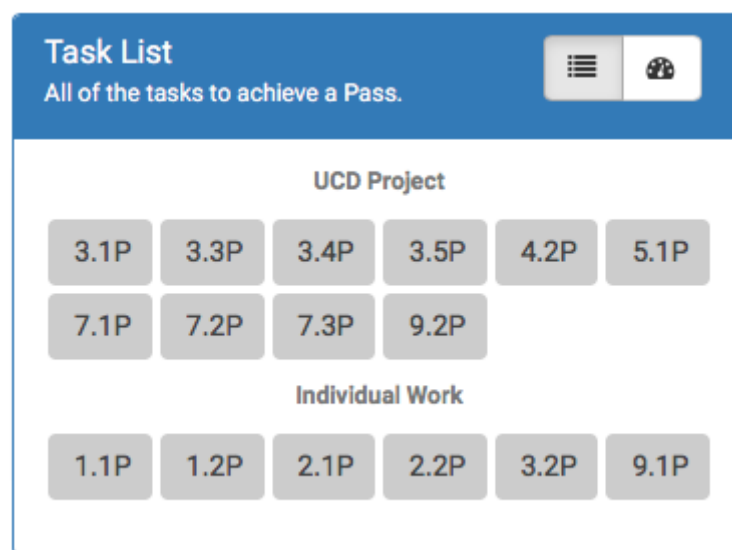 Task List
All of the tasks to achieve a Pass.
UCD Project
3.1P 3.3P 3.4P 3.5P 4.2P 5.1P
7.1P 7.2P 7.3P 9.2P
Individual Work
1.1P 1.2P 2.1P 2.2P 3.2P 9.1P